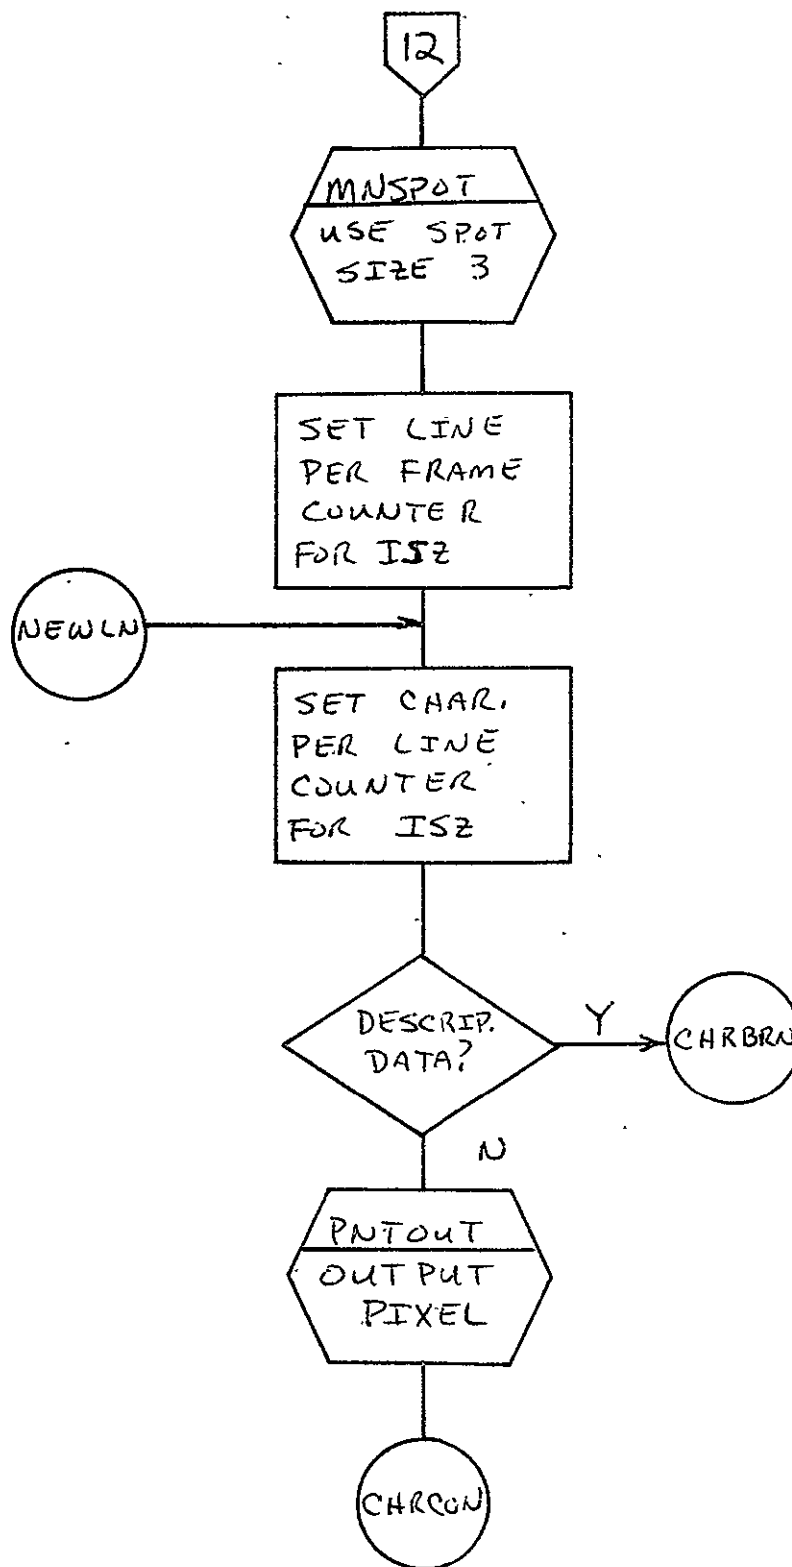 12
MNSPOT
USE SPOT
SIZE 3
SET LINE
PER FRAME
COUNTER
FOR ISZ
NEWLN
SET CHAR.
PER LINE
COUNTER
FOR ISZ
DESCRIP.
DATA?
Y
CHRBRN
N
PNTOUT
OUTPUT
PIXEL
CHRCON